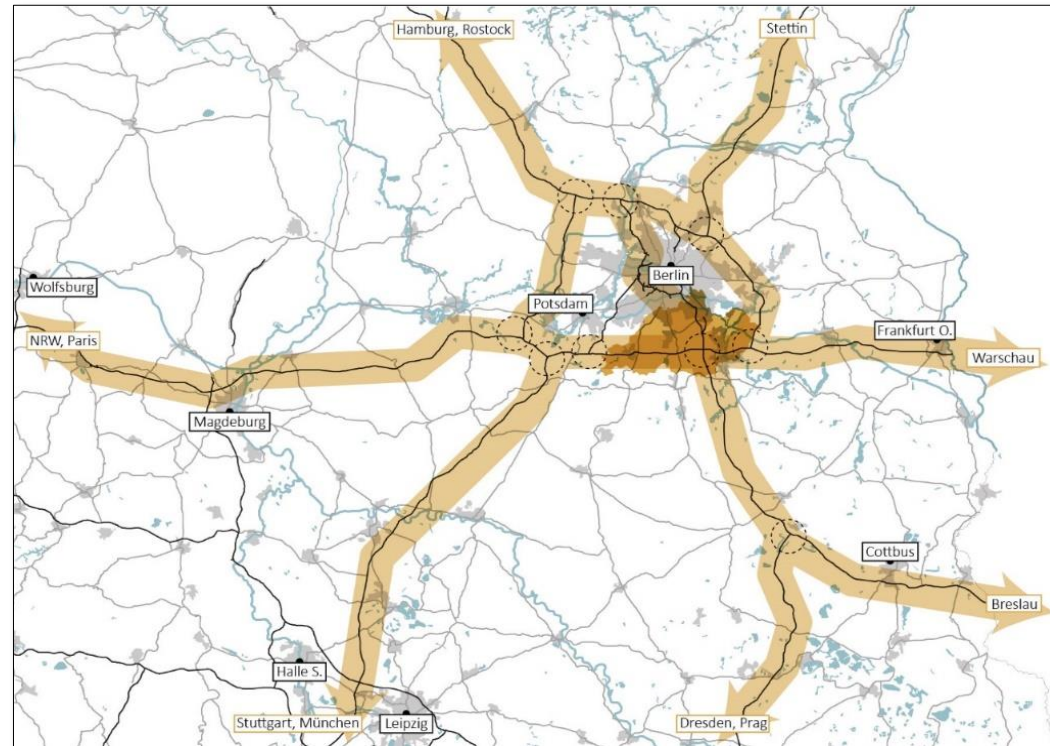 Hamburg, Rostock
Stettin
Berlin
Wolfsburg
Potsdam
NRW, Paris
Frankfurt O.
Warschau
Magdeburg
Cottbus
Breslau
Halle S.
Stuttgart, München
Leipzig
Dresden, Prag